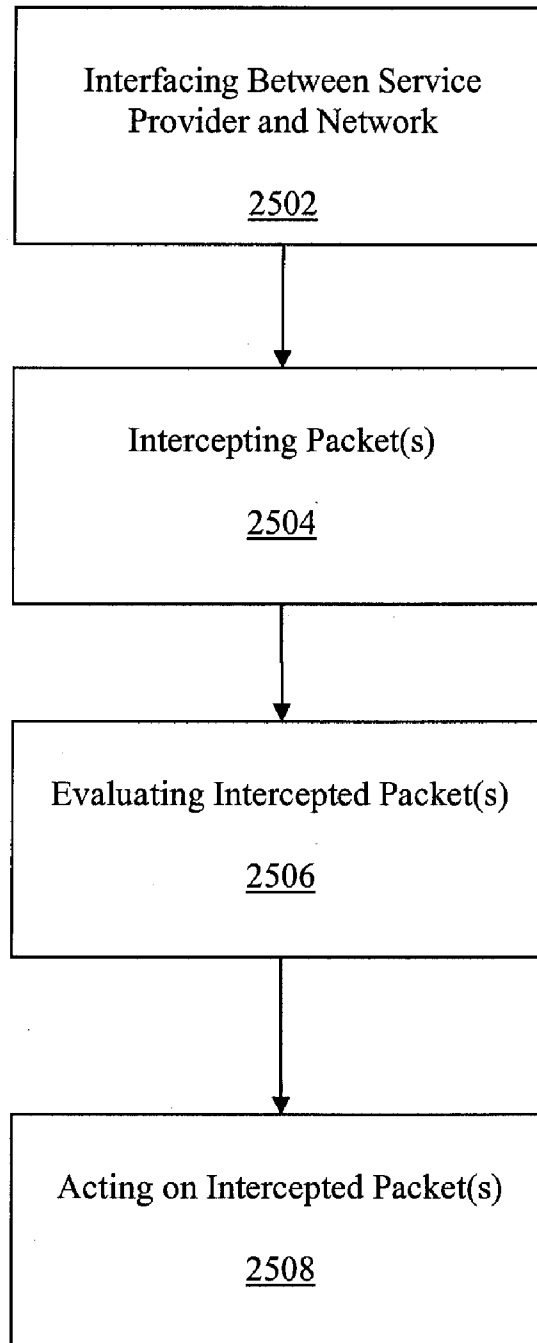 Interfacing Between Service
Provider and Network
2502
Intercepting Packet(s)
2504
Evaluating Intercepted Packet(s)
2506
Acting on Intercepted Packet(s)
2508